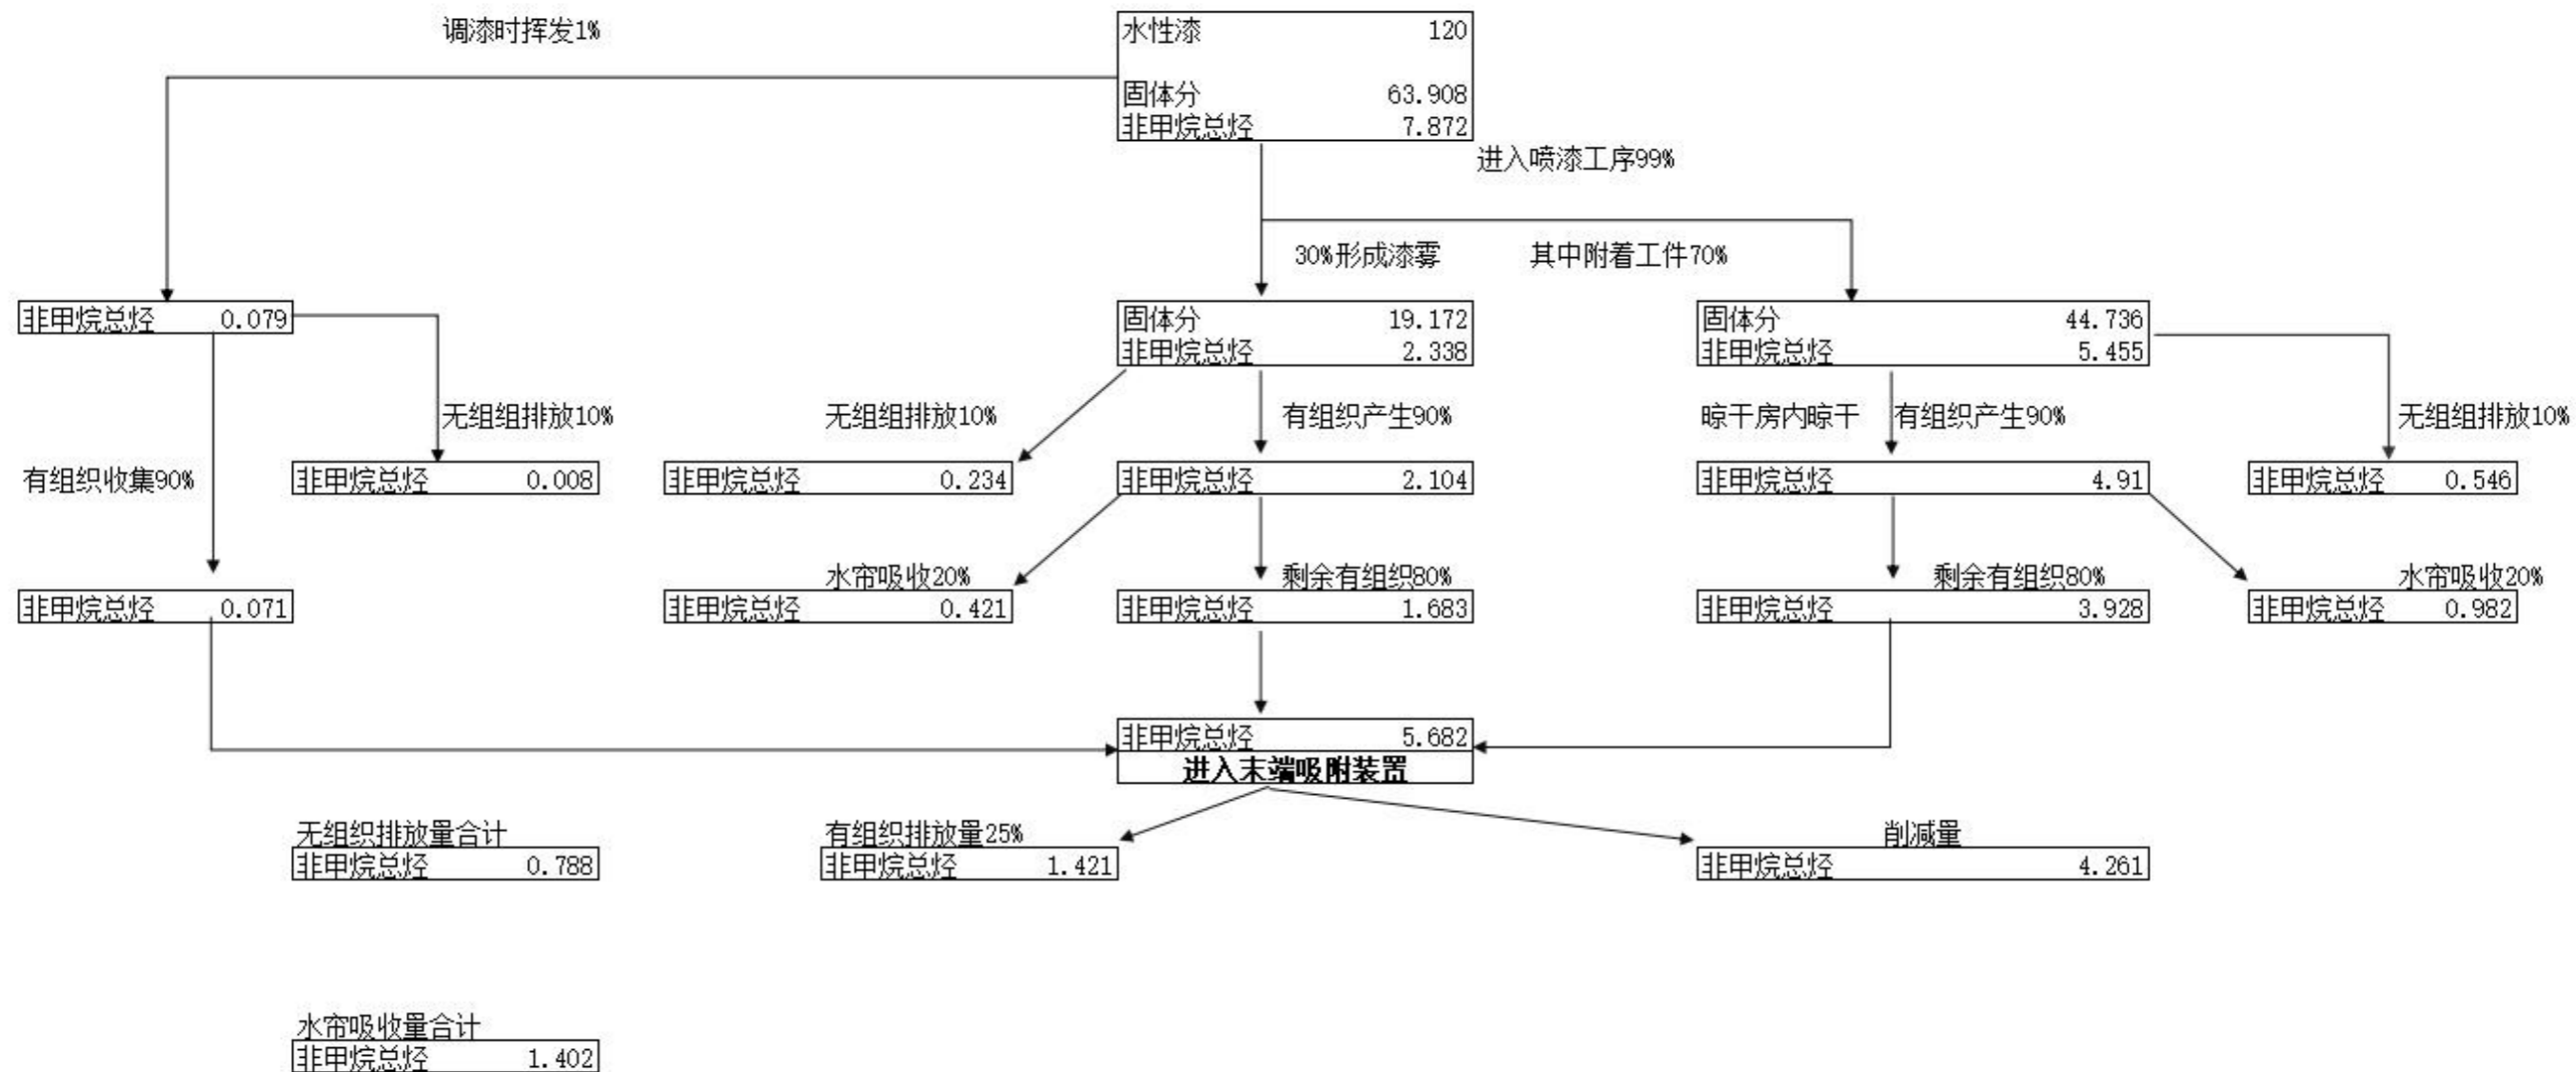 调漆时挥发1%
水性漆 120
固体分 63.908
非甲烷总烃 7.872
进入喷漆工序99%
30%形成漆雾
其中附着工件70%
非甲烷总烃 0.079
固体分 19.172
非甲烷总烃 2.338
固体分 44.736
非甲烷总烃 5.455
无组组排放10%
无组组排放10%
有组织产生90%
晾干房内晾干
有组织产生90%
无组组排放10%
有组织收集90%
非甲烷总烃 0.008
非甲烷总烃 0.234
非甲烷总烃 2.104
非甲烷总烃 4.91
非甲烷总烃 0.546
水帘吸收20%
剩余有组织80%
剩余有组织80%
水帘吸收20%
非甲烷总烃 0.071
非甲烷总烃 0.421
非甲烷总烃 1.683
非甲烷总烃 3.928
非甲烷总烃 0.982
非甲烷总烃 5.682
进入末端吸附装置
无组织排放量合计
有组织排放量25%
削减量
非甲烷总烃 0.788
非甲烷总烃 1.421
非甲烷总烃 4.261
水帘吸收量合计
非甲烷总烃 1.402